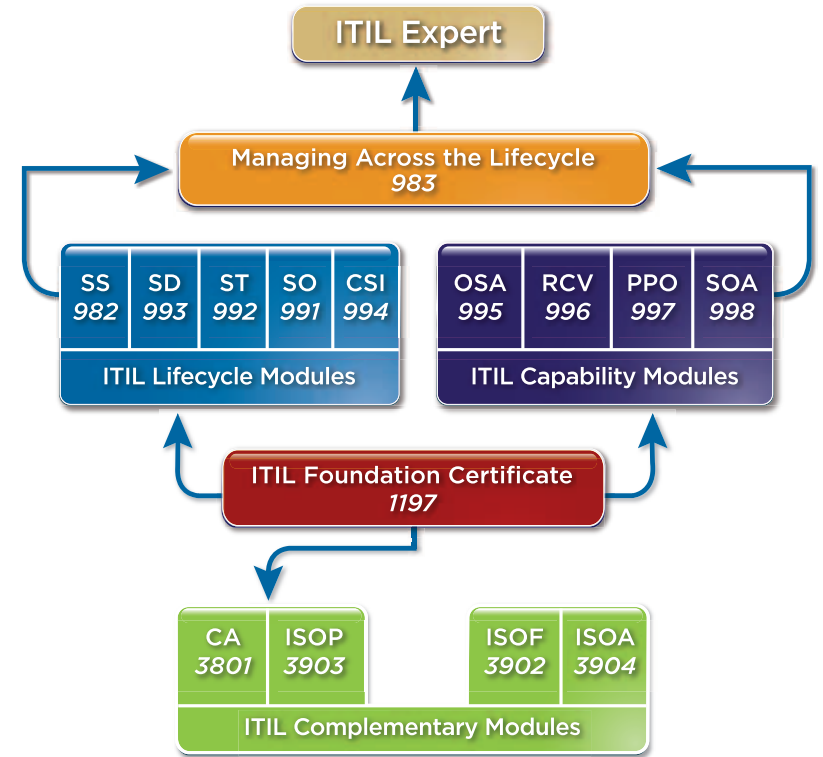 ITIL Expert
Managing Across the Lifecycle
983
SS SD ST SO CSI
982 993 992 991 994
ITIL Lifecycle Modules
OSA RCV PPO SOA
995 996 997 998
ITIL Capability Modules
ITIL Foundation Certificate
1197
CA ISOP ISOF ISOA
3801 3903 3902 3904
ITIL Complementary Modules